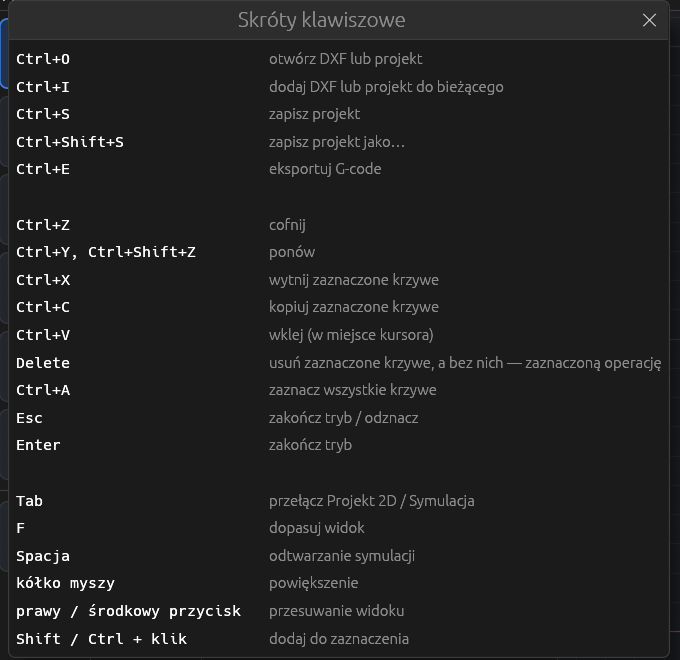 Skróty klawiszowe
Ctrl+O otwórz DXF lub projekt
Ctrl+I dodaj DXF lub projekt do bieżącego
Ctrl+S zapisz projekt
Ctrl+Shift+S zapisz projekt jako…
Ctrl+E eksportuj G-code
Ctrl+Z cofnij
Ctrl+Y, Ctrl+Shift+Z ponów
Ctrl+X wytnij zaznaczone krzywe
Ctrl+C kopiuj zaznaczone krzywe
Ctrl+V wklej (w miejsce kursora)
Delete usuń zaznaczone krzywe, a bez nich — zaznaczoną operację
Ctrl+A zaznacz wszystkie krzywe
Esc zakończ tryb / odznacz
Enter zakończ tryb
Tab przełącz Projekt 2D / Symulacja
F dopasuj widok
Spacja odtwarzanie symulacji
kółko myszy powiększenie
prawy / środkowy przycisk przesuwanie widoku
Shift / Ctrl + klik dodaj do zaznaczenia